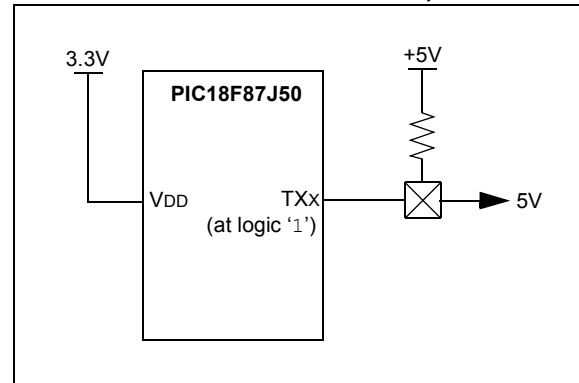 3.3V
+5V
PIC18F87J50
VDD
TXX
(at logic ‘1’)
5V